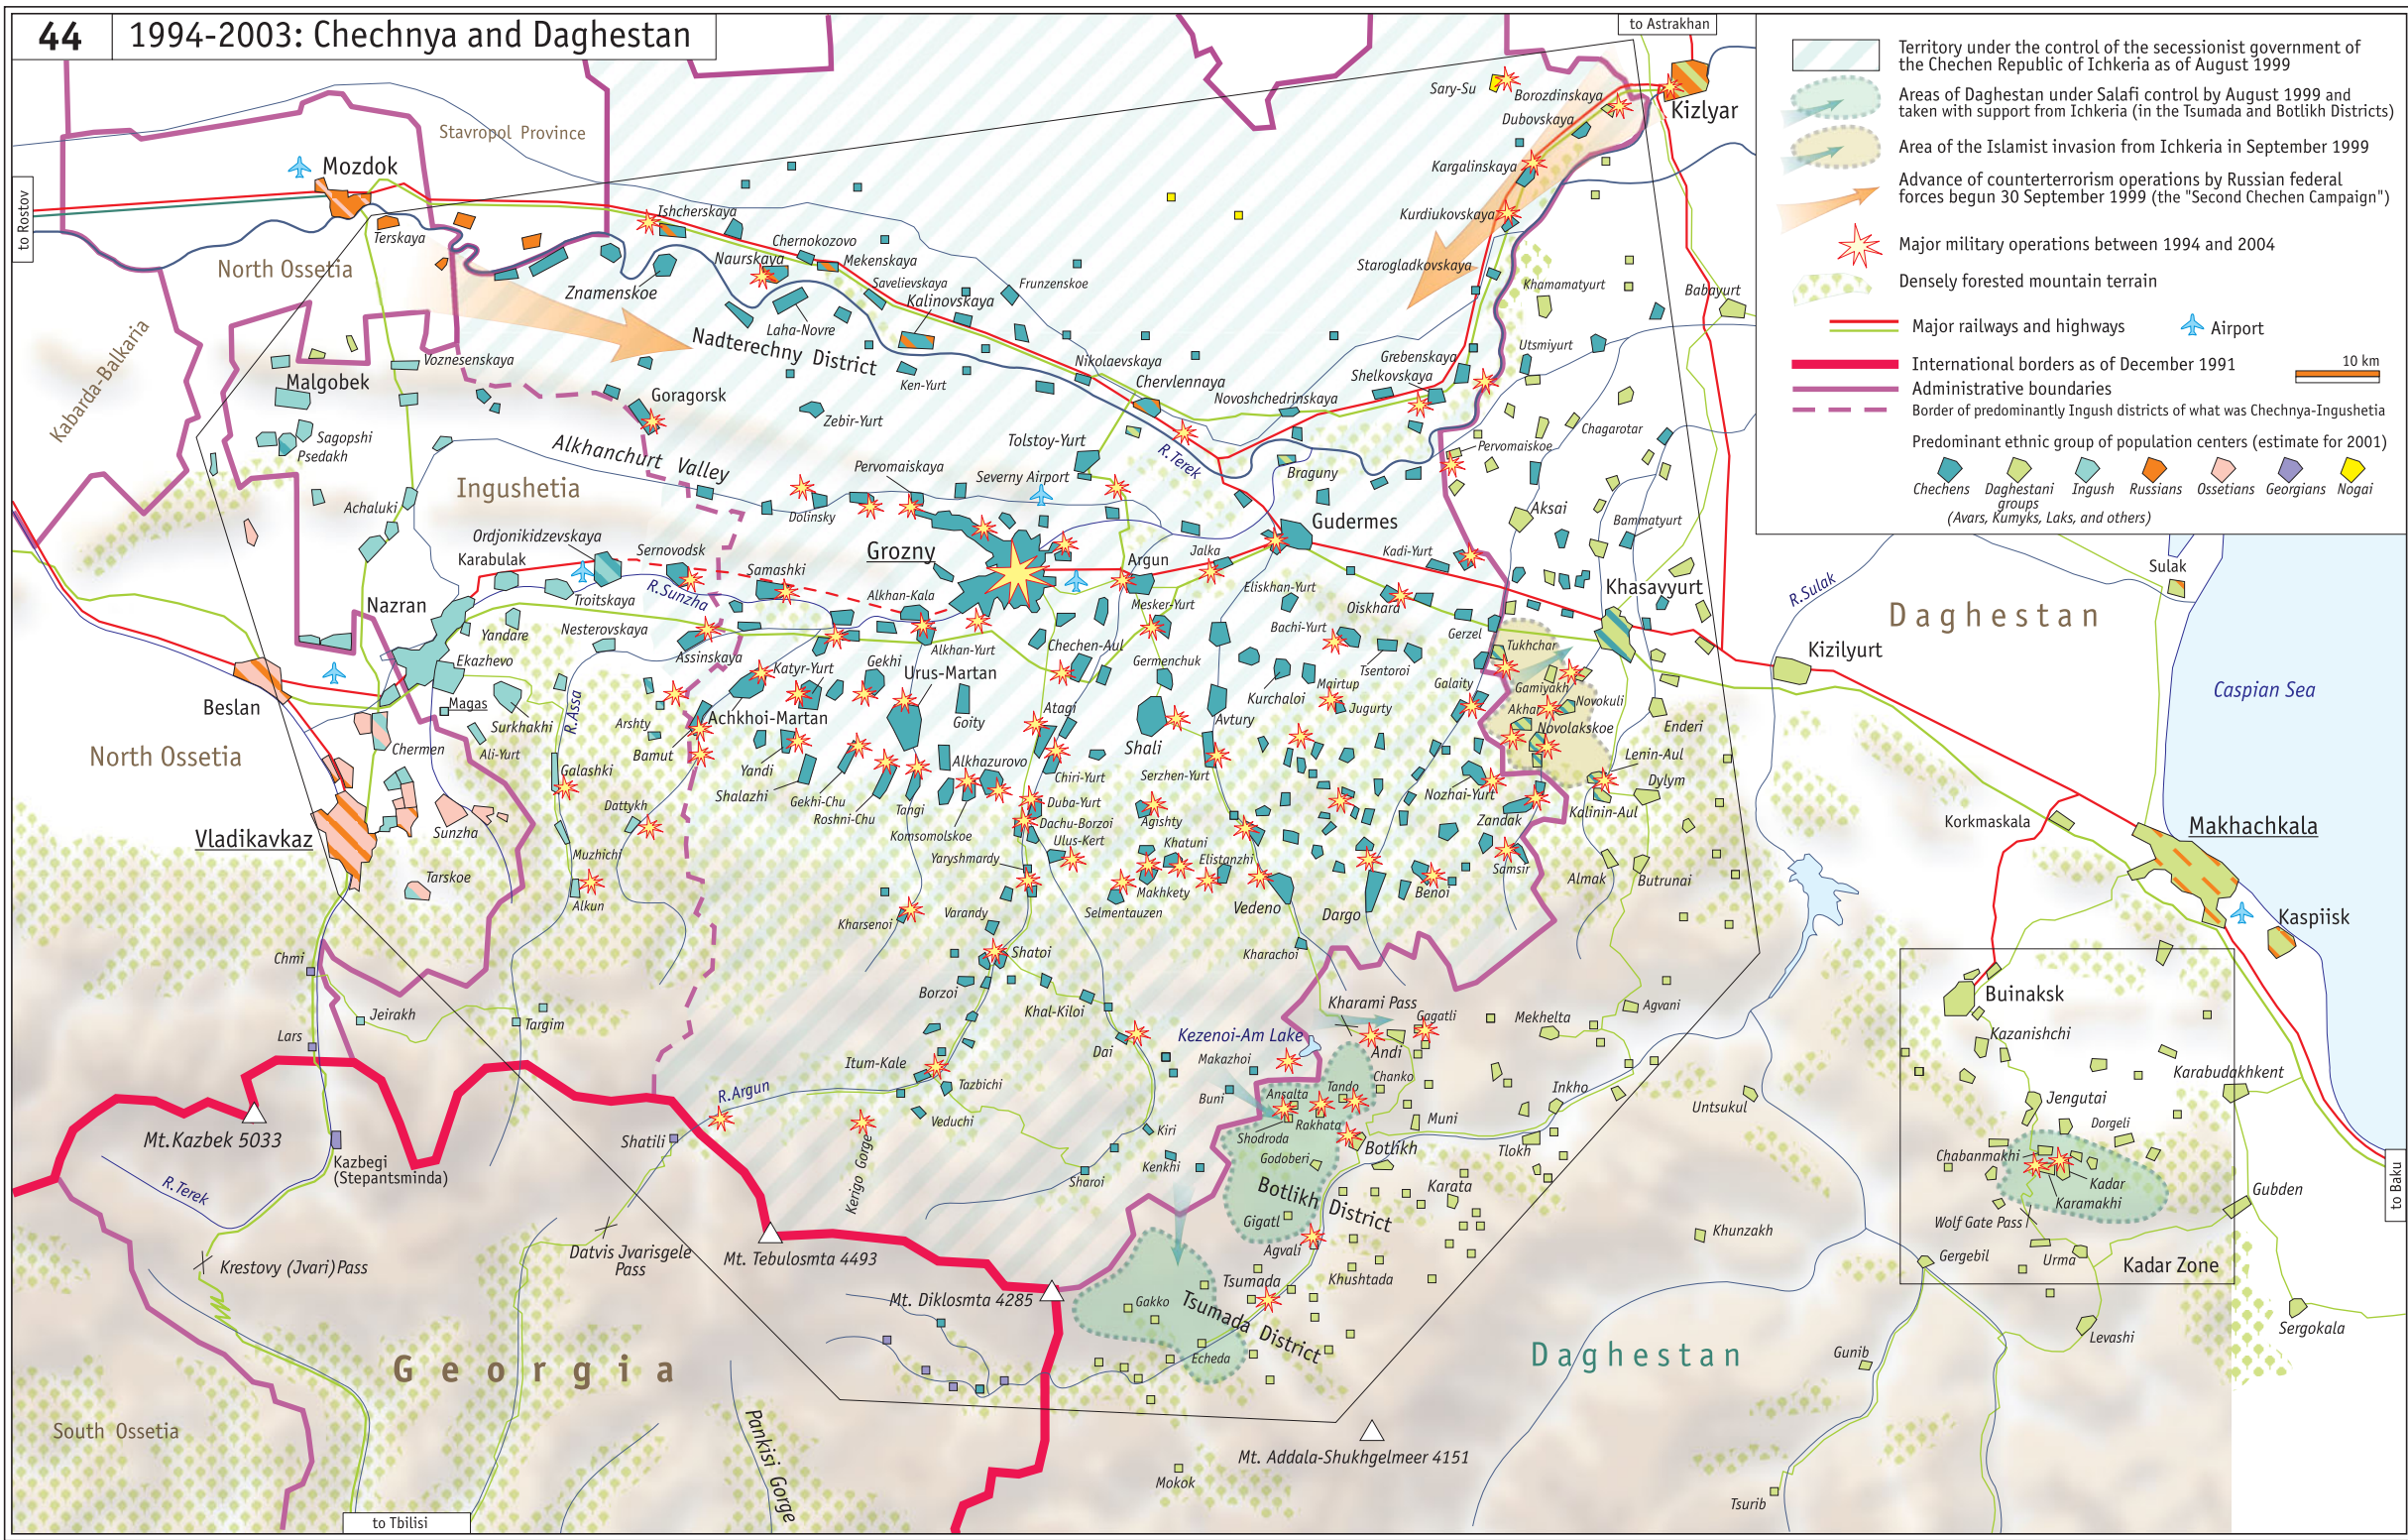 44
1994-2003: Chechnya and Daghestan
to Astrakhan
Territory under the control of the secessionist government of
the Chechen Republic of Ichkeria as of August 1999
Areas of Daghestan under Salafi control by August 1999 and
taken with support from Ichkeria (in the Tsumada and Botlikh Districts)
Area of the Islamist invasion from Ichkeria in September 1999
Advance of counterterrorism operations by Russian federal
forces begun 30 September 1999 (the "Second Chechen Campaign")
Major military operations between 1994 and 2004
Densely forested mountain terrain
Major railways and highways
Airport
International borders as of December 1991
10 km
Administrative boundaries
Border of predominantly Ingush districts of what was Chechnya-Ingushetia
Predominant ethnic group of population centers (estimate for 2001)
Chechens
Daghestani
groups
Ingush
Russians
Ossetians
Georgians
Nogai
(Avars, Kumyks, Laks, and others)
Sary-Su
Borozdinskaya
Kizlyar
Dubovskaya
Stavropol Province
Mozdok
Kargalinskaya
to Rostov
Terskaya
Ishcherskaya
Kurdiukovskaya
North Ossetia
Chernokozovo
Naurskaya
Mekenskaya
Starogladkovskaya
Znamenskoe
Savelievskaya
Kalinovskaya
Frunzenskoe
Khamamatyurt
Babayurt
Laha-Novre
Nadterechny District
Kabarda-Balkaria
Voznesenskaya
Malgobek
Ken-Yurt
Nikolaevskaya
Chervlennaya
Grebenskaya
Shelkovskaya
Utsmiyurt
Goragorsk
Novoshchedrinskaya
Zebir-Yurt
Sagopshi
Psedakh
Tolstoy-Yurt
Chagarotar
Pervomaiskoe
Alkhanchurt Valley
Pervomaiskaya
Severny Airport
R.Terek
Braguny
Ingushetia
Achaluki
Dolinsky
Aksai
Gudermes
Bammatyurt
Ordjonikidzevskaya
Karabulak
Sernovodsk
Grozny
Samashki
Argun
Jalka
Kadi-Yurt
Sulak
R.Sulak
Khasavyurt
Troitskaya
R.Sunzha
Alkhan-Kala
Mesker-Yurt
Eliskhan-Yurt
Oiskhara
Daghestan
Nazran
Yandare
Nesterovskaya
Bachi-Yurt
Gerzel
Ekazhevo
Assinskaya
Alkhan-Yurt
Chechen-Aul
Germenchuk
Tsentoroi
Tukhchar
Kizilyurt
Katyr-Yurt
Gekhi
Urus-Martan
Kurchaloi
Mairtup
Galaity
Gamiyakh
Caspian Sea
Beslan
Magas
Surkhakhi
R.Assa
Arshty
Achkhoi-Martan
Goity
Atagi
Avtury
Jugurty
Akhar
Novokuli
Novolakskoe
Enderi
North Ossetia
Chermen
Ali-Yurt
Bamut
Shali
Lenin-Aul
Galashki
Yandi
Alkhazurovo
Chiri-Yurt
Serzhen-Yurt
Dylym
Shalazhi
Gekhi-Chu
Tangi
Duba-Yurt
Nozhai-Yurt
Dattykh
Roshni-Chu
Dachu-Borzoi
Agishty
Zandak
Kalinin-Aul
Korkmaskala
Makhachkala
Vladikavkaz
Sunzha
Komsomolskoe
Ulus-Kert
Khatuni
Muzhichi
Yaryshmardy
Elistanzhi
Samsir
Almak
Butrunai
Tarskoe
Makhkety
Benoi
Alkun
Selmentauzen
Vedeno
Dargo
Kaspiisk
Kharsenoi
Varandy
Chmi
Shatoi
Kharachoi
Borzoi
Buinaksk
Khal-Kiloi
Kharami Pass
Agvani
Jeirakh
Targim
Gagatli
Mekhelta
Lars
Kezenoi-Am Lake
Kazanishchi
Itum-Kale
Dai
Makazhoi
Andi
Karabudakhkent
R.Argun
Tazbichi
Chanko
Tando
Inkho
Buni
Ansalta
Untsukul
Jengutai
Veduchi
Rakhata
Muni
Dorgeli
Mt.Kazbek 5033
Shatili
Kiri
Shodroda
Botlikh
Tlokh
Chabanmakhi
Kazbegi
(Stepantsminda)
Kenkhi
Godoberi
Kadar
Kerigo Gorge
Sharoi
Botlikh District
Karata
Karamakhi
Gubden
to Baku
R.Terek
Gigatl
Wolf Gate Pass
Khunzakh
Datvis Jvarisgele
Pass
Mt. Tebulosmta 4493
Agvali
Gergebil
Urma
Kadar Zone
Krestovy (Jvari)Pass
Tsumada
Khushtada
Mt. Diklosmta 4285
Gakko
Tsumada District
Sergokala
Levashi
Georgia
Echeda
Daghestan
Gunib
South Ossetia
Pankisi Gorge
Mt. Addala-Shukhgelmeer 4151
Mokok
Tsurib
to Tbilisi